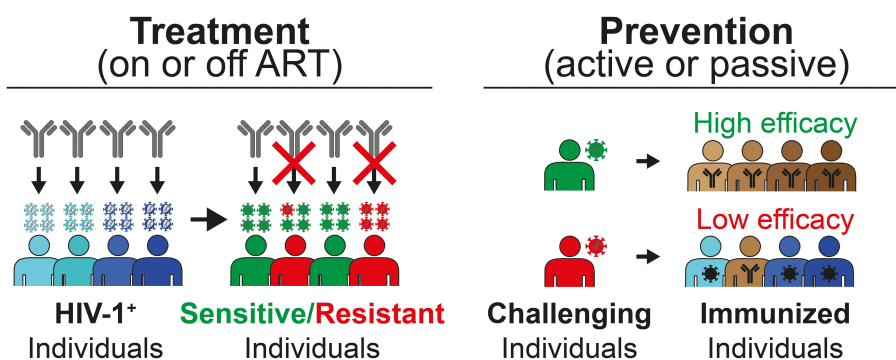 Treatment
(on or off ART)
Prevention
(active or passive)
High efficacy
Low efficacy
HIV-1+
Individuals
Sensitive/Resistant
Individuals
Challenging
Individuals
Immunized
Individuals